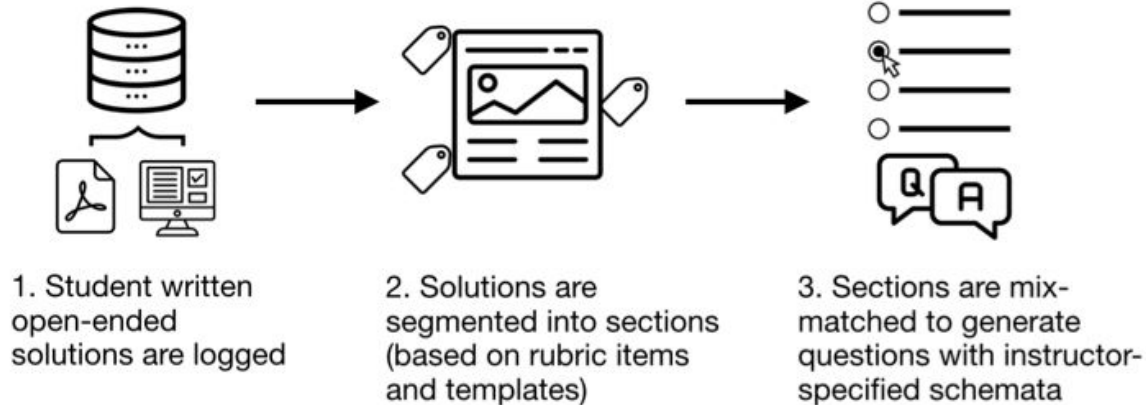 Q
A
1. Student written
open-ended
solutions are logged
2. Solutions are
segmented into sections
(based on rubric items
and templates)
3. Sections are mix-
matched to generate
questions with instructor-
specified schemata